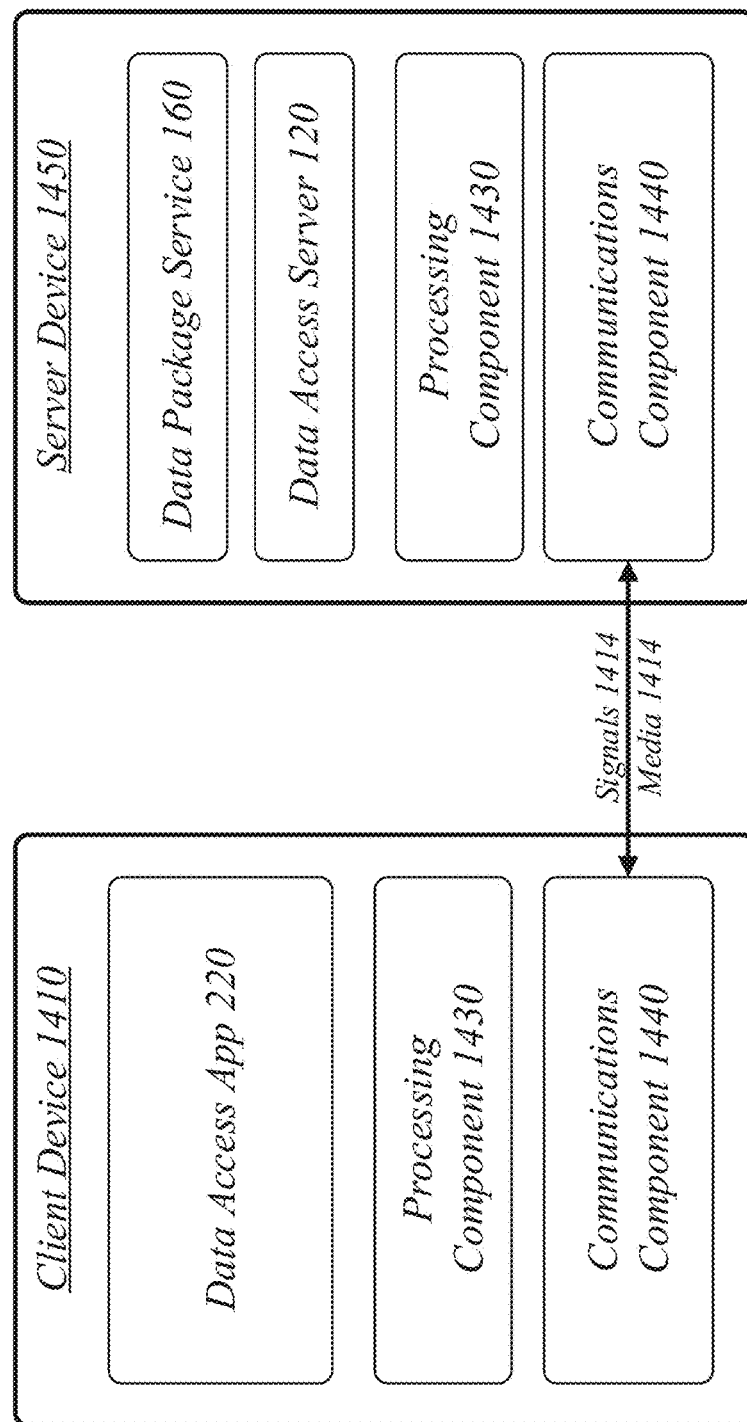 Client Device 1410
Data Access App 220
Processing
Component 1430
Communications
Component 1440
Signals 1414
Media 1414
Server Device 1450
Data Package Service 160
Data Access Server 120
Processing
Component 1430
Communications
Component 1440